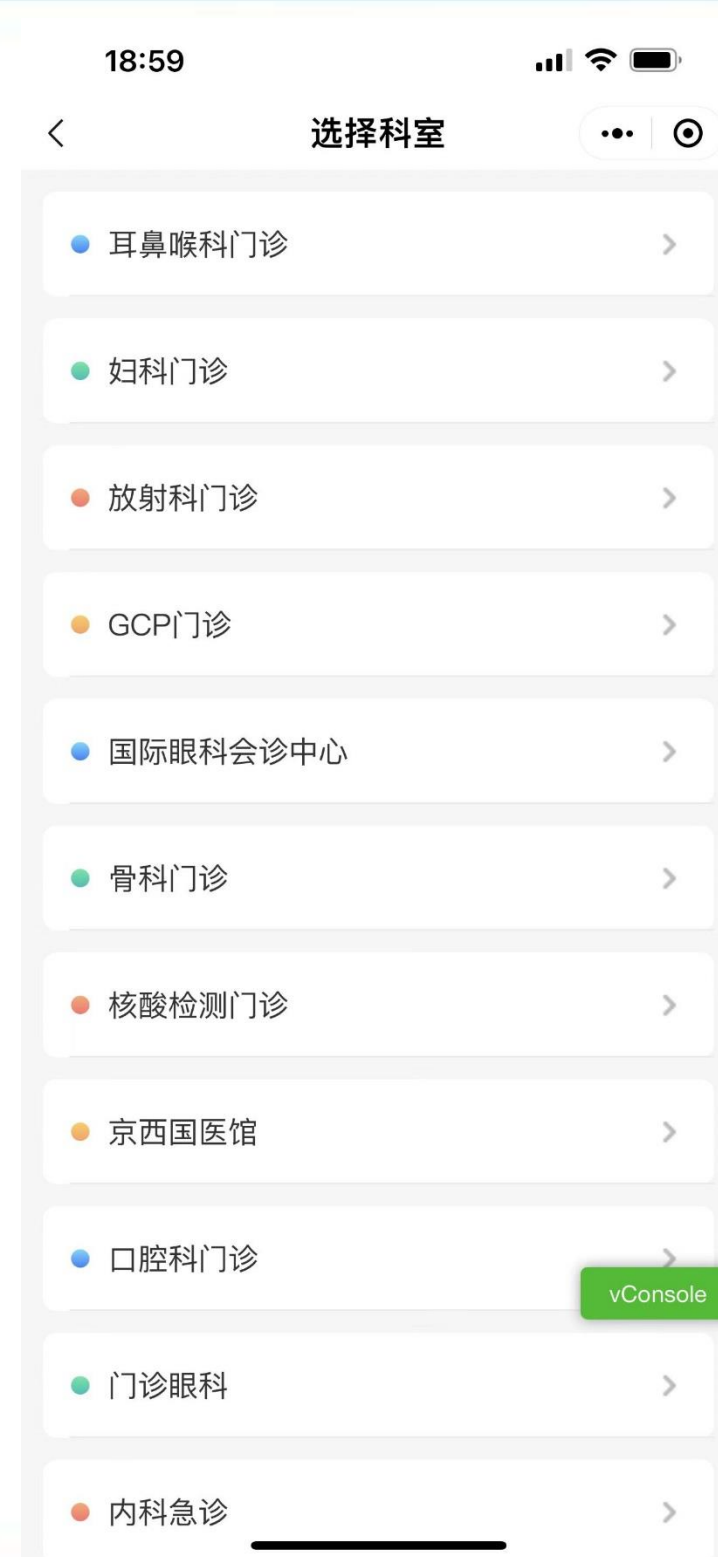 18:59
选择科室
耳鼻喉科门诊
妇科门诊
放射科门诊
GCP门诊
国际眼科会诊中心
骨科门诊
核酸检测门诊
京西国医馆
口腔科门诊
vConsole
门诊眼科
内科急诊